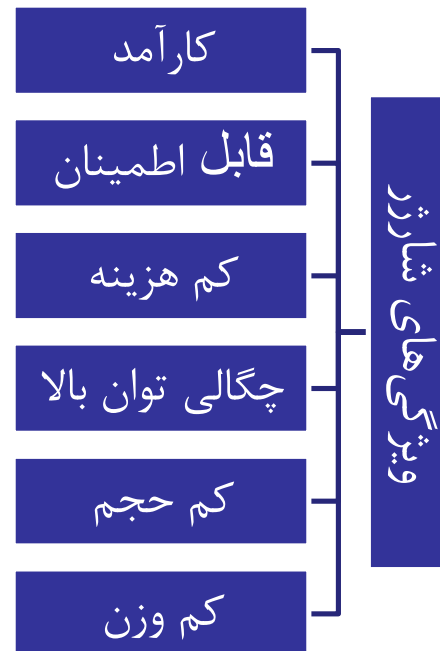 ویژگی‌های شارژر
کارآمد
قابل اطمینان
کم هزینه
چگالی توان بالا
کم حجم
کم وزن